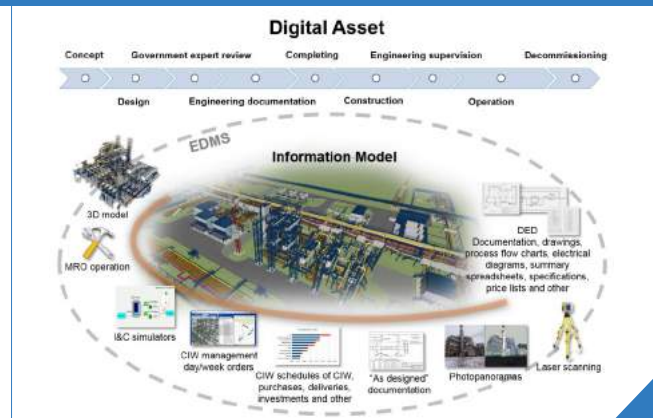 Digital Asset
Concept
Government expert review
Completing
Engineering supervision
Decommissioning
Design
Engineering documentation
Construction
Operation
EDMS
Information Model
3D model
MRO operation
I&C simulators
CIW management
day/week orders
CIW schedules of CIW,
purchases, deliveries,
investments and other
"As designed"
documentation
Photopanoramas
Laser scanning
DED
Documentation, drawings,
process flow charts, electrical
diagrams, summary
spreadsheets, specifications,
price lists and other